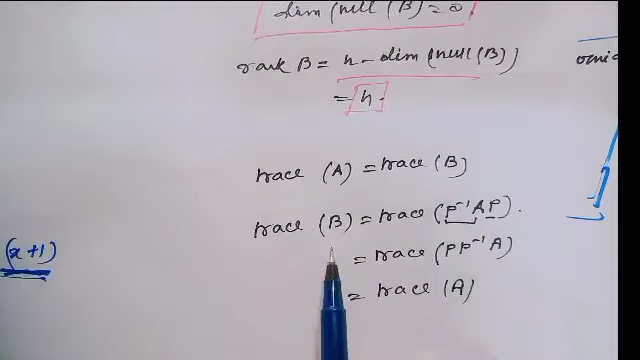 dim (null (B) = 0
rank B = n - dim (null (B)
= n.
trace (A) = trace (B)
trace (B) = trace (P⁻¹AP).
= trace (PP⁻¹A)
= trace (A)
(x+1)